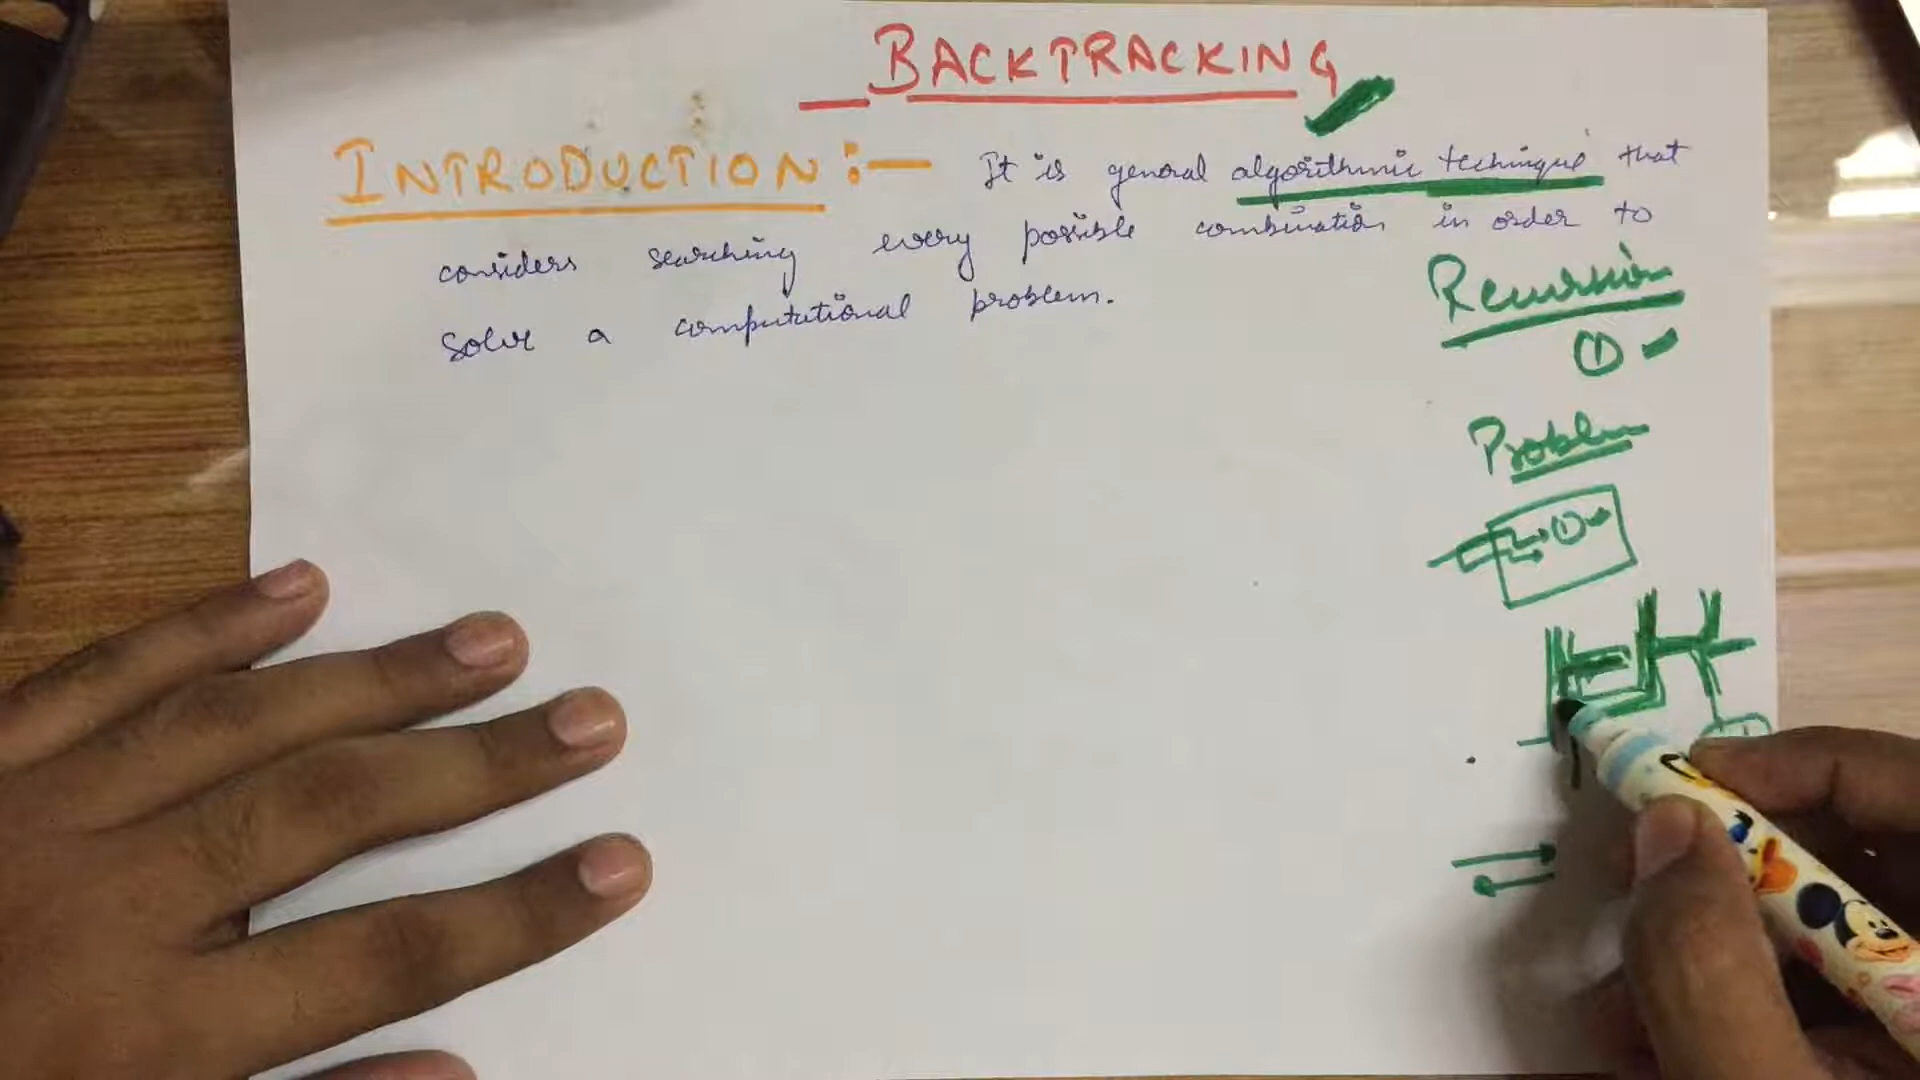 BACKTRACKING
INTRODUCTION :— It is general algorithmic technique that
considers searching every possible combination in order to
solve a computational problem.
Recursion
①
Problem
①